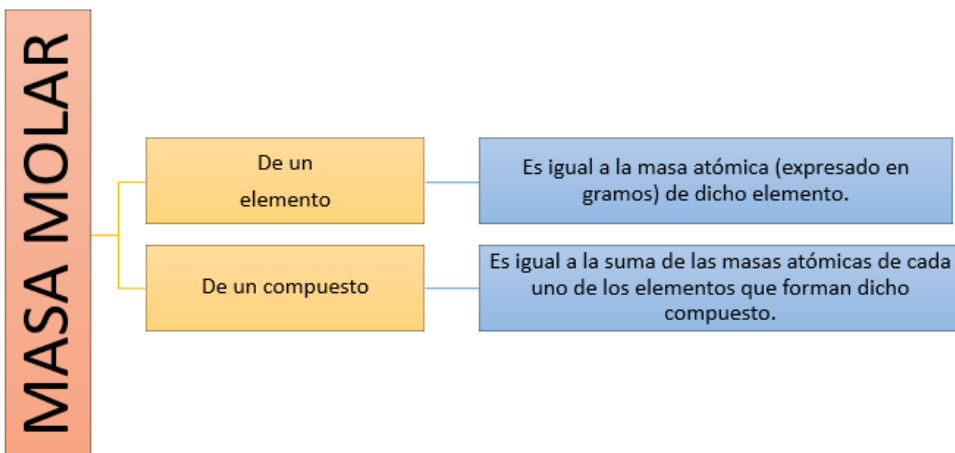 MASA MOLAR
De un
elemento
Es igual a la masa atómica (expresado en
gramos) de dicho elemento.
De un compuesto
Es igual a la suma de las masas atómicas de cada
uno de los elementos que forman dicho
compuesto.